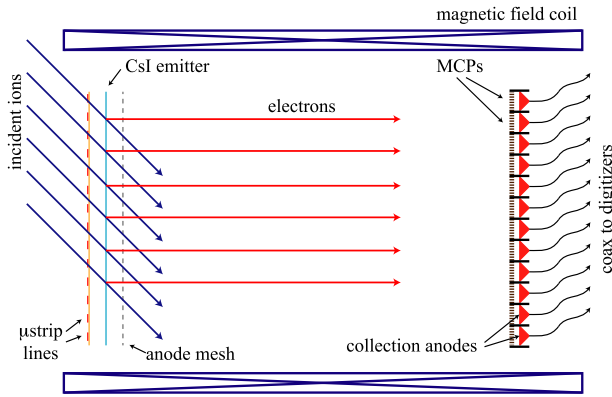 magnetic field coil
CsI emitter
MCPs
electrons
incident ions
coax to digitizers
μstrip
lines
anode mesh
collection anodes